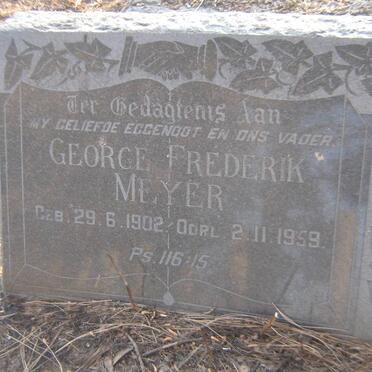 Ter Gedagtenis Aan
MY GELIEFDE EGGENOOT EN ONS VADER.
GEORGE FREDERIK
MEYER
GEB. 29.6.1902. OORL. 2.11.1959.
Ps. 116:15.